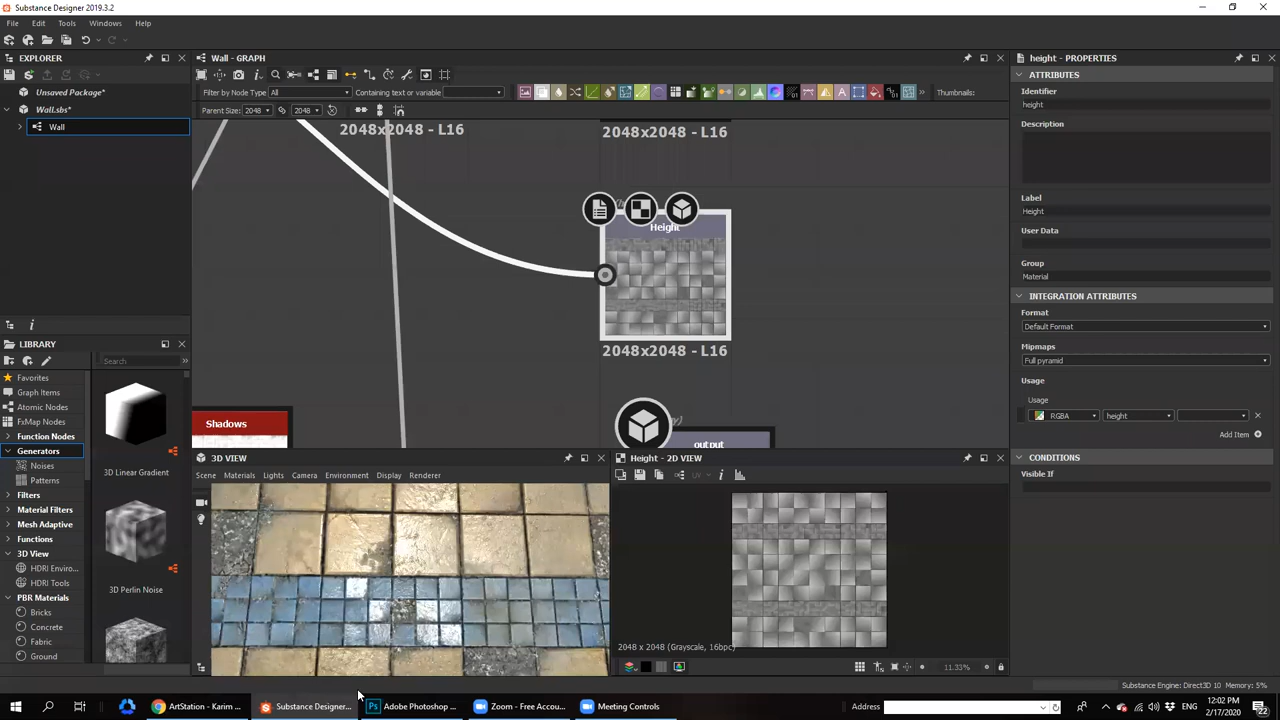 Substance Designer 2019.3.2
File Edit Tools Windows Help
EXPLORER
Unsaved Package*
Wall.sbs*
Wall
LIBRARY
Search
Favorites
Graph Items
Atomic Nodes
FxMap Nodes
Function Nodes
Generators
Noises
Patterns
Filters
Material Filters
Mesh Adaptive
Functions
3D View
HDRI Enviro...
HDRI Tools
PBR Materials
Bricks
Concrete
Fabric
Ground
3D Linear Gradient
3D Perlin Noise
Wall - GRAPH
Filter by Node Type All Containing text or variable Thumbnails:
Parent Size: 2048 2048
2048x2048 - L16
2048x2048 - L16
Height
2048x2048 - L16
Shadows
output
3D VIEW
Scene Materials Lights Camera Environment Display Renderer
Height - 2D VIEW
UV
2048 x 2048 (Grayscale, 16bpc)
11.33%
height - PROPERTIES
ATTRIBUTES
Identifier
height
Description
Label
Height
User Data
Group
Material
INTEGRATION ATTRIBUTES
Format
Default Format
Mipmaps
Full pyramid
Usage
Usage
RGBA height
Add Item
CONDITIONS
Visible If
Substance Engine: Direct3D 10 Memory: 5%
ArtStation - Karim ...
Substance Designer...
Adobe Photoshop ...
Zoom - Free Accou...
Meeting Controls
Address
12:02 PM
2/17/2020
22